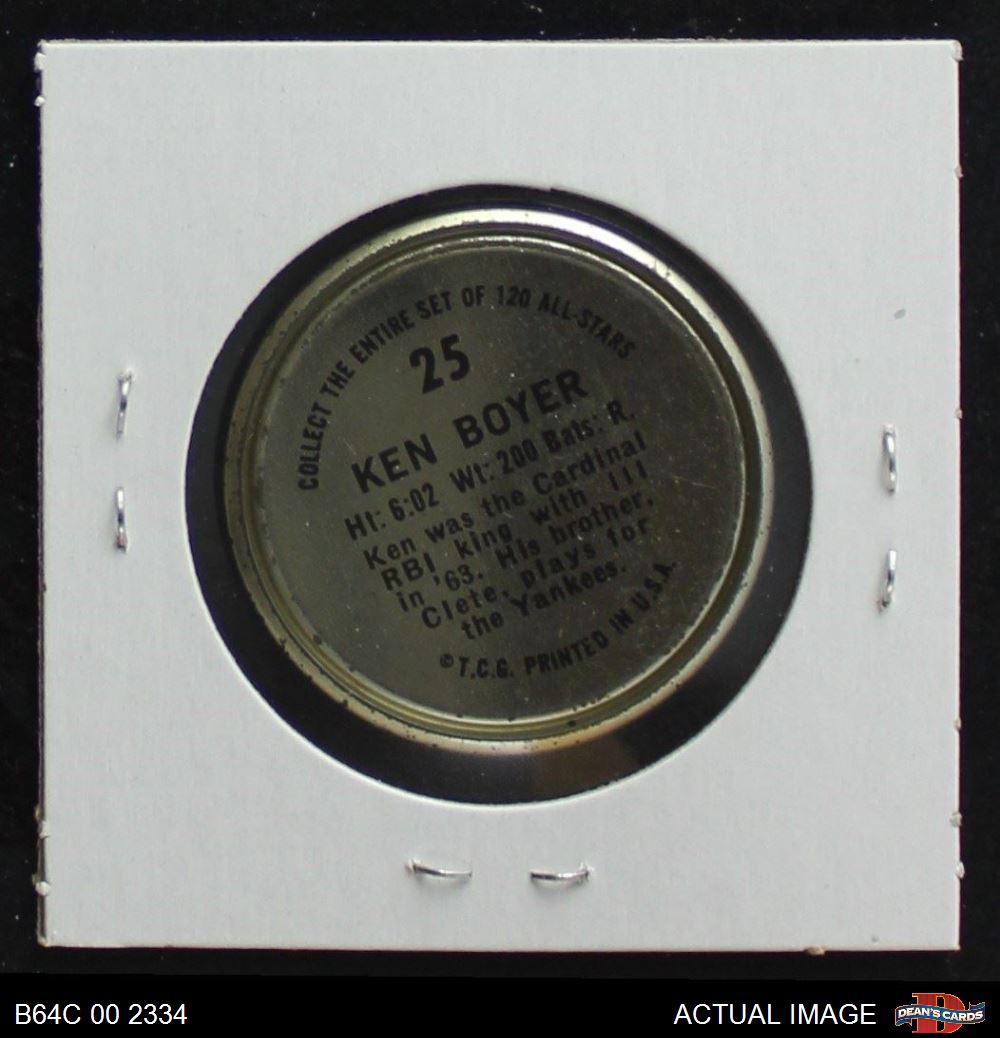 COLLECT THE ENTIRE SET OF 120 ALL-STARS
25
KEN BOYER
Ht: 6:02 Wt: 200 Bats: R.
Ken was the Cardinal
RBI king with 111
in '63. His brother,
Clete, plays for
the Yankees.
©T.C.G. PRINTED IN U.S.A.
B64C 00 2334
ACTUAL IMAGE
D
DEAN'S CARDS